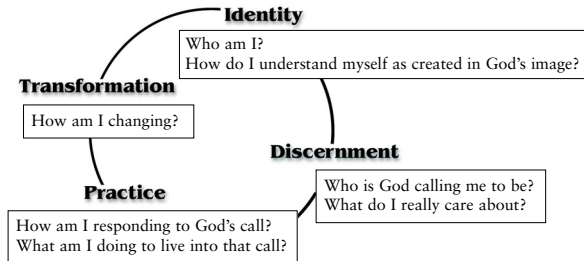 Identity
Who am I?
How do I understand myself as created in God's image?
Transformation
How am I changing?
Discernment
Who is God calling me to be?
What do I really care about?
Practice
How am I responding to God's call?
What am I doing to live into that call?